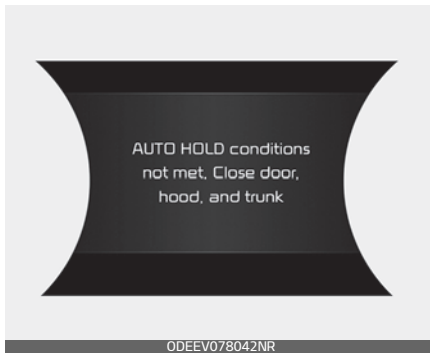 AUTO HOLD conditions
not met. Close door,
hood, and trunk
ODEEV078042NR